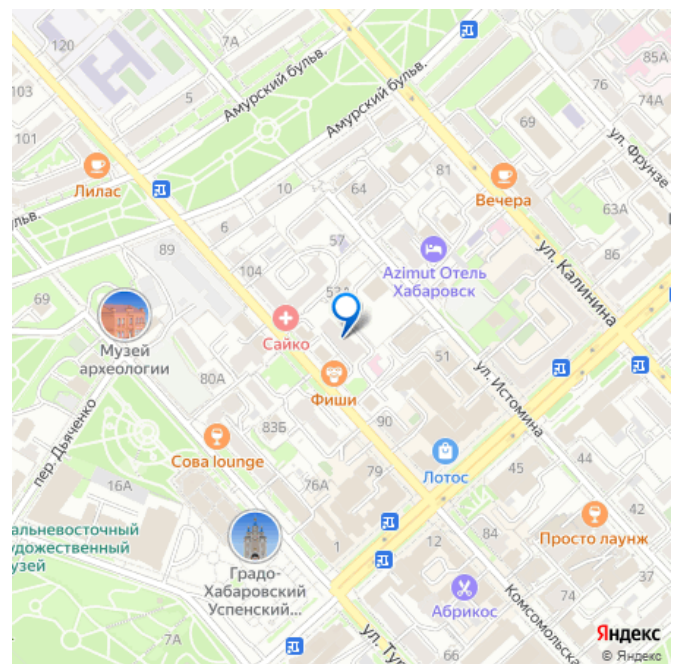 120
7А
85А
103
5
Амурский бульв.
76
74А
Амурский бульв.
69
101
ул. Фрунзе
Лилас
81
Вечера
10
64
63А
ульв.
6
57
89
86
104
Azimut Отель
Хабаровск
ул. Калинина
53А
69
Музей
археологии
Сайко
51
80А
Фиши
ул. Истомина
пер. Дьяченко
83Б
90
Сова lounge
79
Лотос
45
44
16А
76А
42
альневосточный
удожественный
узей
1
12
84
Просто лаунж
Градо-
Хабаровский
Успенский...
37
74
Абрикос
Комсомольска
7А
ул. Тур
66
Яндекс
© Яндекс